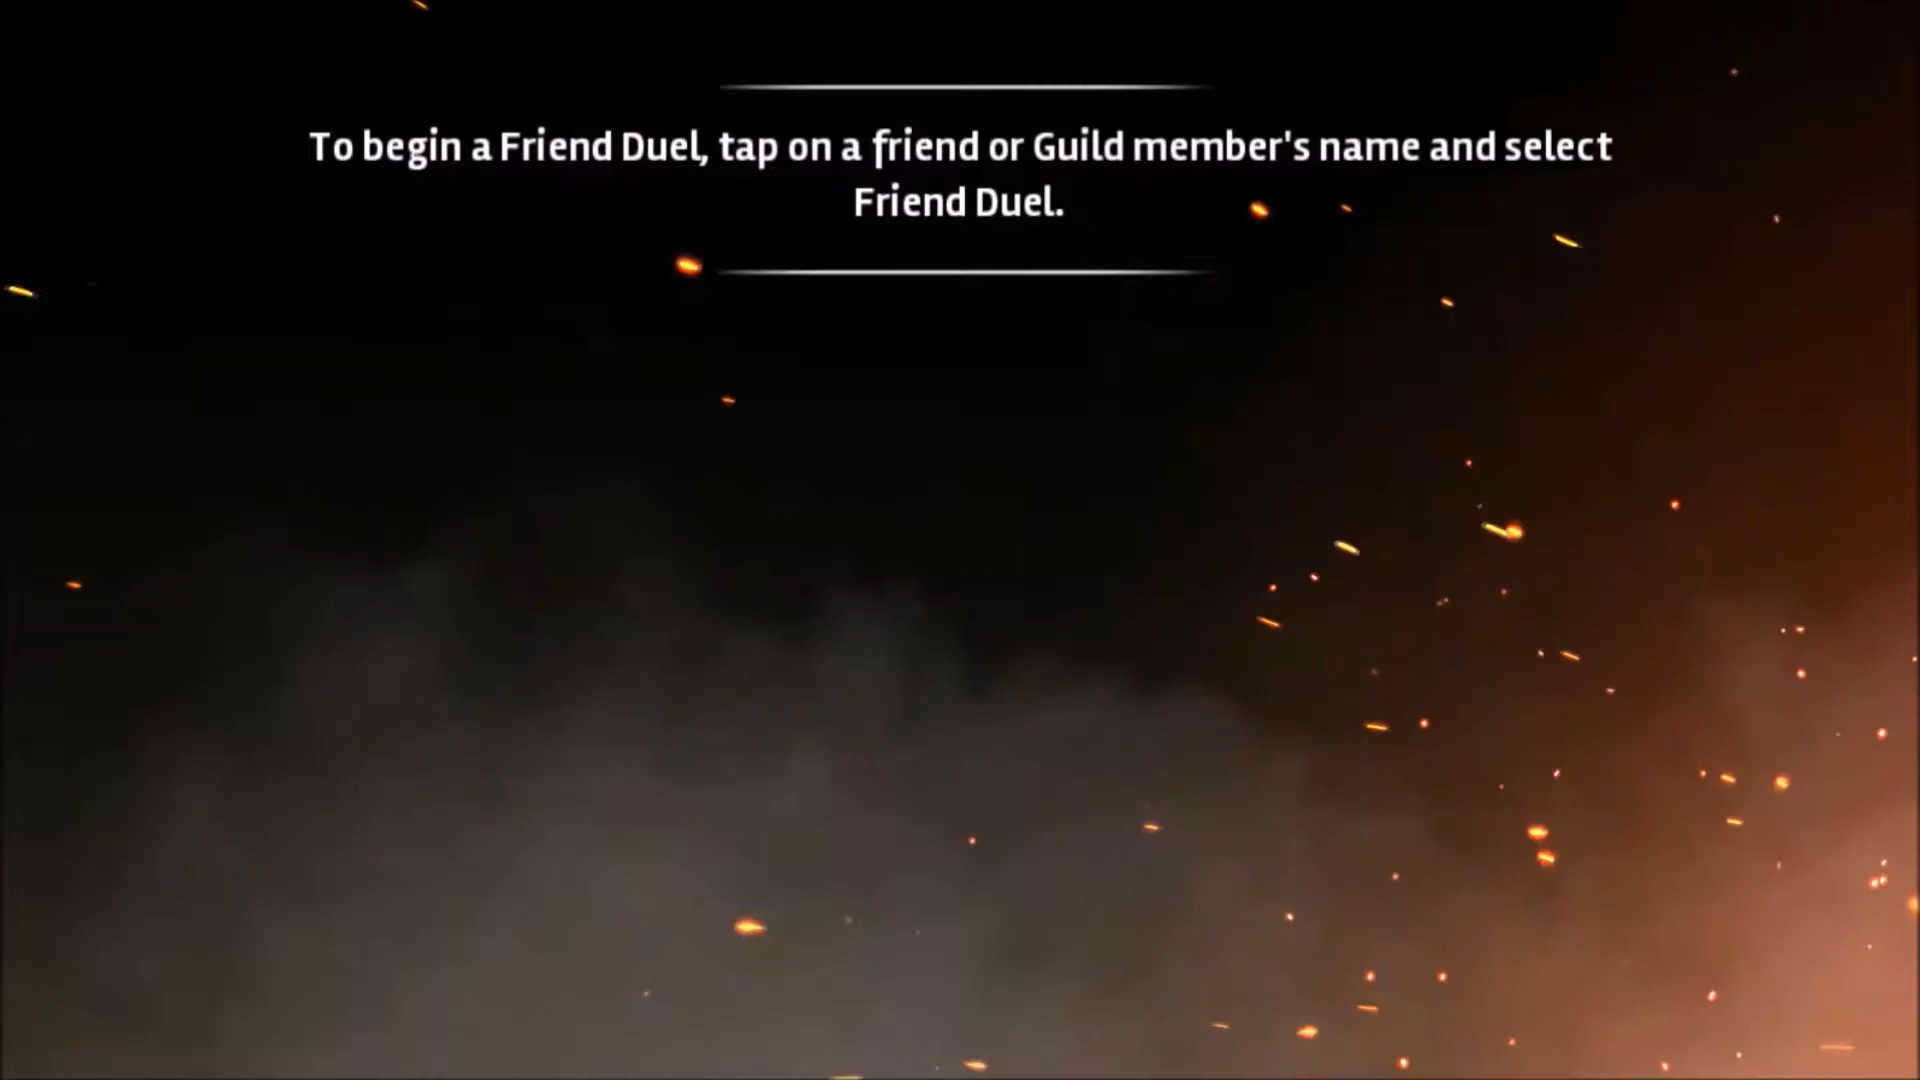 To begin a Friend Duel, tap on a friend or Guild member's name and select
Friend Duel.